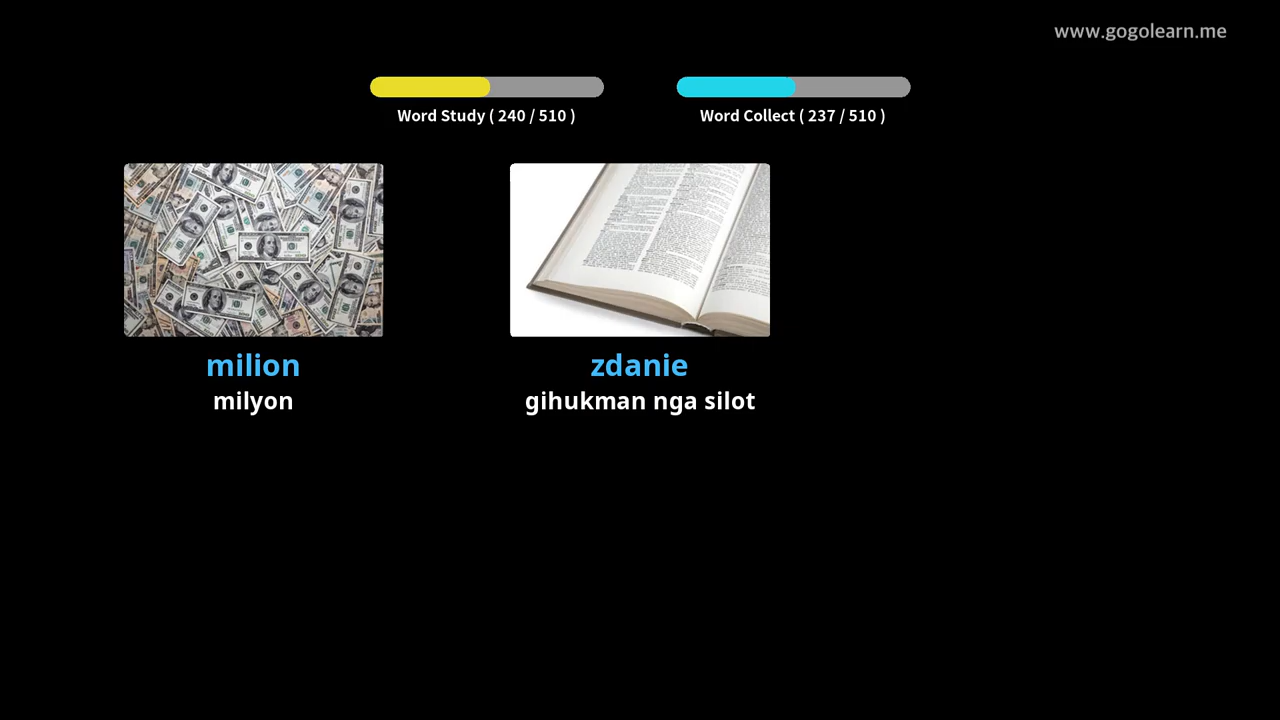 www.gogolearn.me
Word Study ( 240 / 510 )
Word Collect ( 237 / 510 )
milion
milyon
zdanie
gihukman nga silot